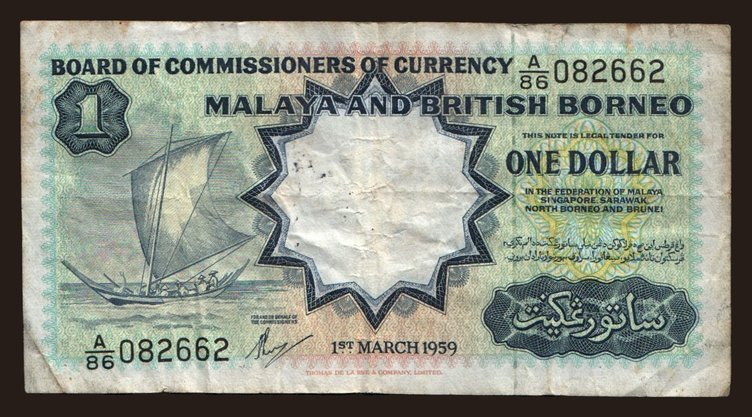 BOARD OF COMMISSIONERS OF CURRENCY A/86 082662
MALAYA AND BRITISH BORNEO
1
THIS NOTE IS LEGAL TENDER FOR
ONE DOLLAR
IN THE FEDERATION OF MALAYA
SINGAPORE, SARAWAK,
NORTH BORNEO AND BRUNEI
ساتو رڠݢيت
FOR AND ON BEHALF OF
THE COMMISSIONERS
A/86 082662
1ST MARCH 1959
THOMAS DE LA RUE & COMPANY, LIMITED.